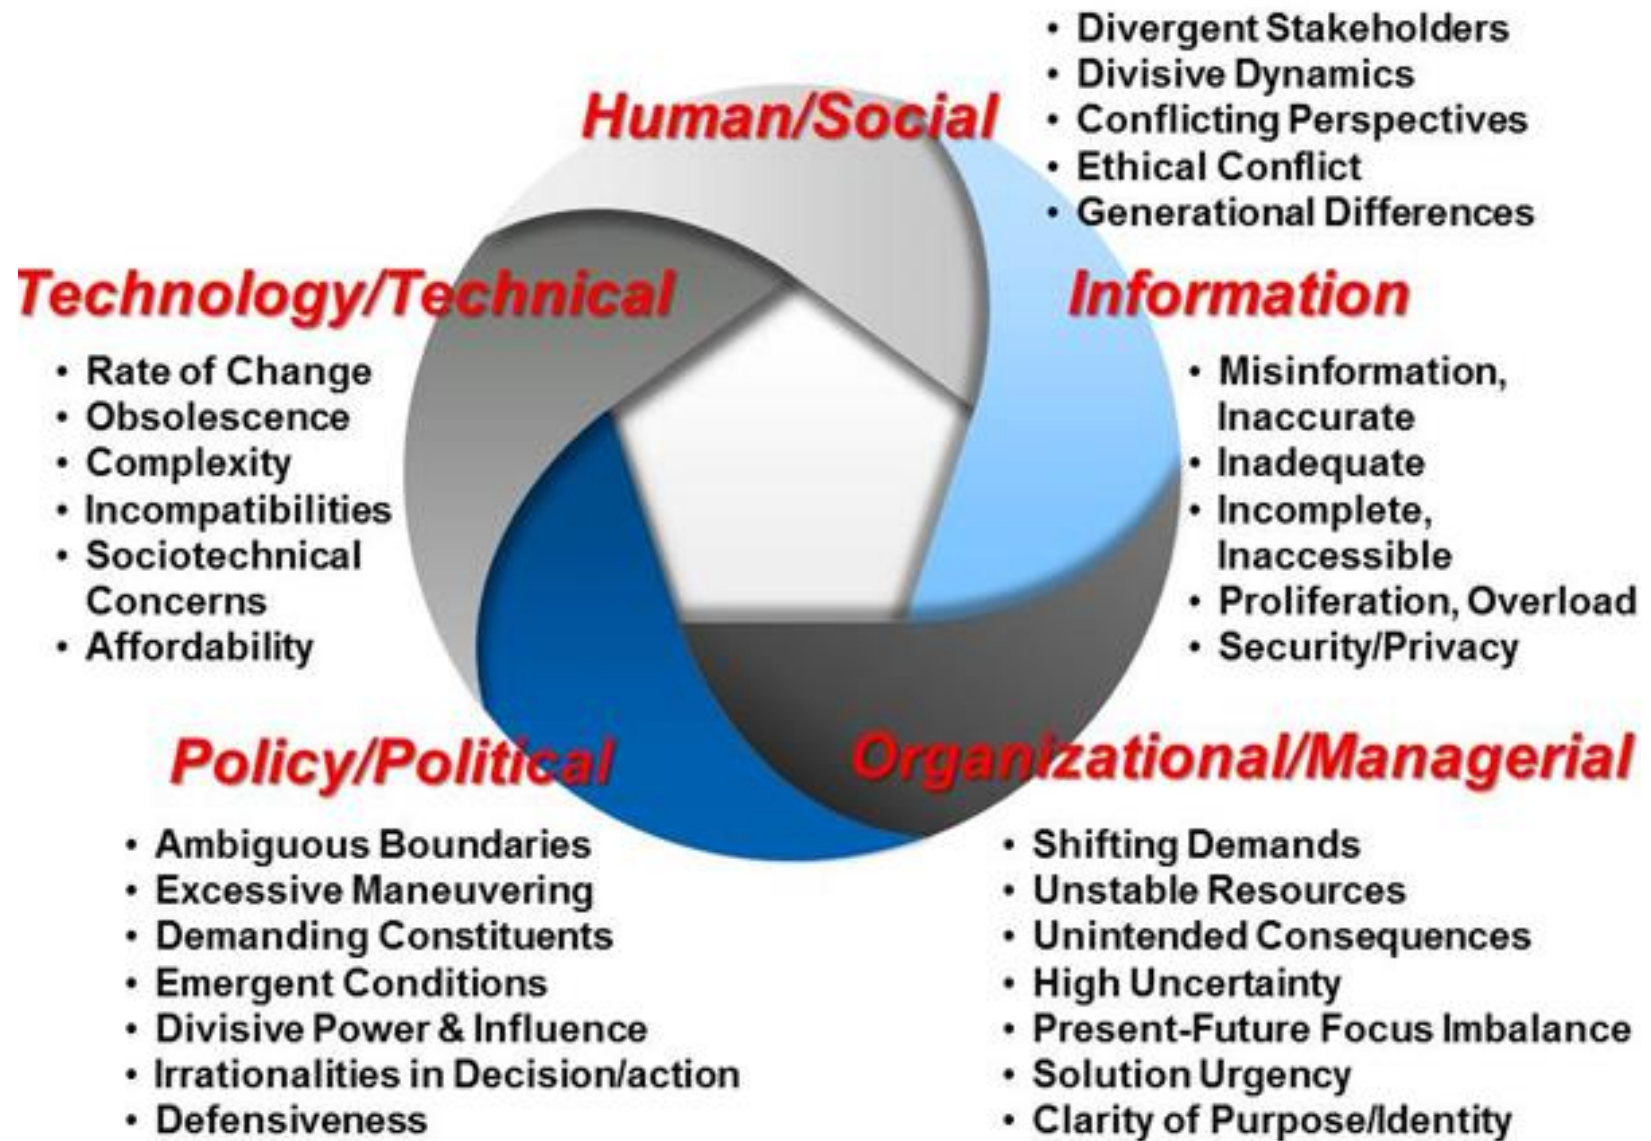 Human/Social
• Divergent Stakeholders
• Divisive Dynamics
• Conflicting Perspectives
• Ethical Conflict
• Generational Differences
Technology/Technical
• Rate of Change
• Obsolescence
• Complexity
• Incompatibilities
• Sociotechnical
Concerns
• Affordability
Information
• Misinformation,
Inaccurate
• Inadequate
• Incomplete,
Inaccessible
• Proliferation, Overload
• Security/Privacy
Policy/Political
• Ambiguous Boundaries
• Excessive Maneuvering
• Demanding Constituents
• Emergent Conditions
• Divisive Power & Influence
• Irrationalities in Decision/action
• Defensiveness
Organizational/Managerial
• Shifting Demands
• Unstable Resources
• Unintended Consequences
• High Uncertainty
• Present-Future Focus Imbalance
• Solution Urgency
• Clarity of Purpose/Identity